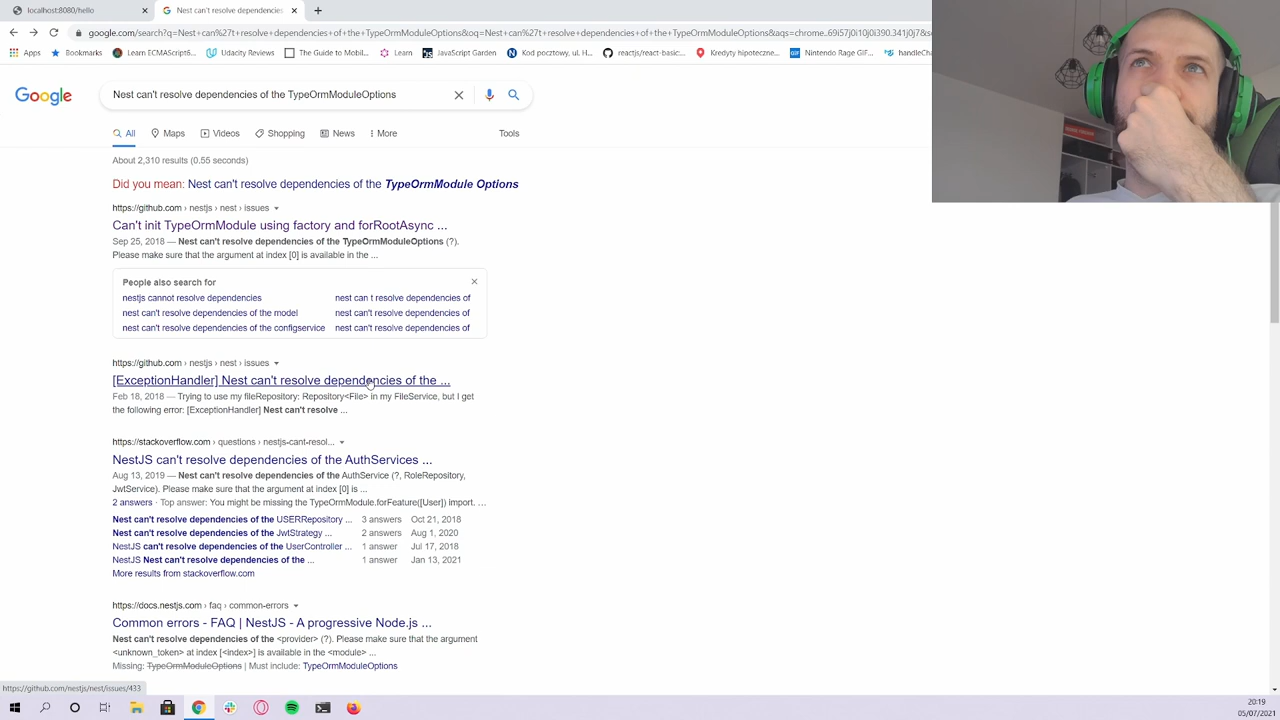 localhost:8080/hello
Nest can't resolve dependencies
google.com/search?q=Nest+can%27t+resolve+dependencies+of+the+TypeOrmModuleOptions&oq=Nest+can%27t+resolve+dependencies+of+the+TypeOrmModuleOptions&aqs=chrome..69i57j0i10j0i390.341j0j7&
Apps
Bookmarks
Learn ECMAScript6...
Udacity Reviews
The Guide to Mobil...
Learn
JavaScript Garden
Kod pocztowy, ul. H...
reactjs/react-basic...
Kredyty hipoteczne...
Nintendo Rage GIF...
handleCha
Google
Nest can't resolve dependencies of the TypeOrmModuleOptions
All
Maps
Videos
Shopping
News
More
Tools
About 2,310 results (0.55 seconds)
Did you mean: Nest can't resolve dependencies of the TypeOrmModule Options
https://github.com › nestjs › nest › issues
Can't init TypeOrmModule using factory and forRootAsync ...
Sep 25, 2018 — Nest can't resolve dependencies of the TypeOrmModuleOptions (?).
Please make sure that the argument at index [0] is available in the ...
People also search for
nestjs cannot resolve dependencies
nest can t resolve dependencies of
nest can't resolve dependencies of the model
nest can't resolve dependencies of
nest can't resolve dependencies of the configservice
nest can't resolve dependencies of
https://github.com › nestjs › nest › issues
[ExceptionHandler] Nest can't resolve dependencies of the ...
Feb 18, 2018 — Trying to use my fileRepository: Repository<File> in my FileService, but I get
the following error: [ExceptionHandler] Nest can't resolve ...
https://stackoverflow.com › questions › nestjs-cant-resol...
NestJS can't resolve dependencies of the AuthServices ...
Aug 13, 2019 — Nest can't resolve dependencies of the AuthService (?, RoleRepository,
JwtService). Please make sure that the argument at index [0] is ...
2 answers · Top answer: You might be missing the TypeOrmModule.forFeature([User]) import. …
Nest can't resolve dependencies of the USERRepository ... 3 answers Oct 21, 2018
Nest can't resolve dependencies of the JwtStrategy ... 2 answers Aug 1, 2020
NestJS can't resolve dependencies of the UserController ... 1 answer Jul 17, 2018
NestJS Nest can't resolve dependencies of the ... 1 answer Jan 13, 2021
More results from stackoverflow.com
https://docs.nestjs.com › faq › common-errors
Common errors - FAQ | NestJS - A progressive Node.js ...
Nest can't resolve dependencies of the <provider> (?). Please make sure that the argument
<unknown_token> at index [<index>] is available in the <module> ...
Missing: TypeOrmModuleOptions | Must include: TypeOrmModuleOptions
https://github.com/nestjs/nest/issues/433
20:19
05/07/2021